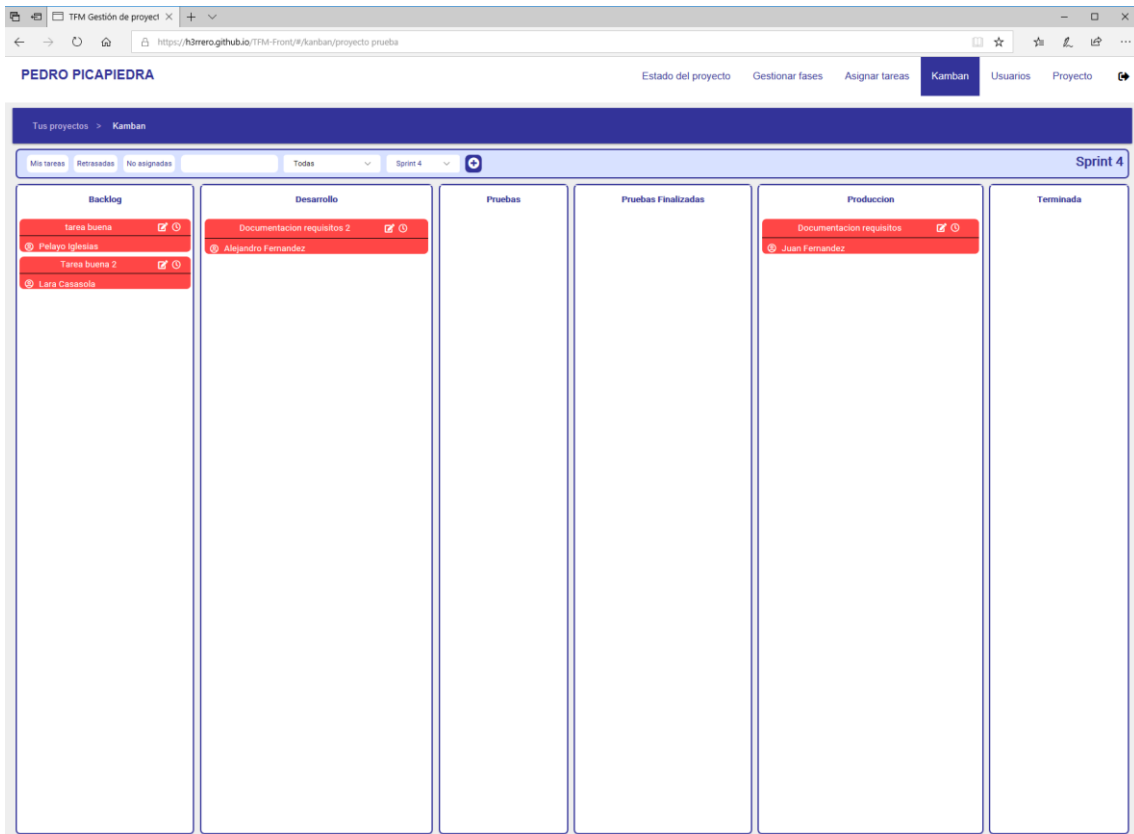 TFM Gestión de proyect
https://h3rrero.github.io/TFM-Front/#/kanban/proyecto prueba
PEDRO PICAPIEDRA
Estado del proyecto
Gestionar fases
Asignar tareas
Kamban
Usuarios
Proyecto
Tus proyectos > Kamban
Mis tareas
Retrasadas
No asignadas
Todas
Sprint 4
Sprint 4
Backlog
Desarrollo
Pruebas
Pruebas Finalizadas
Produccion
Terminada
tarea buena
Pelayo Iglesias
Tarea buena 2
Lara Casasola
Documentacion requisitos 2
Alejandro Fernandez
Documentacion requisitos
Juan Fernandez